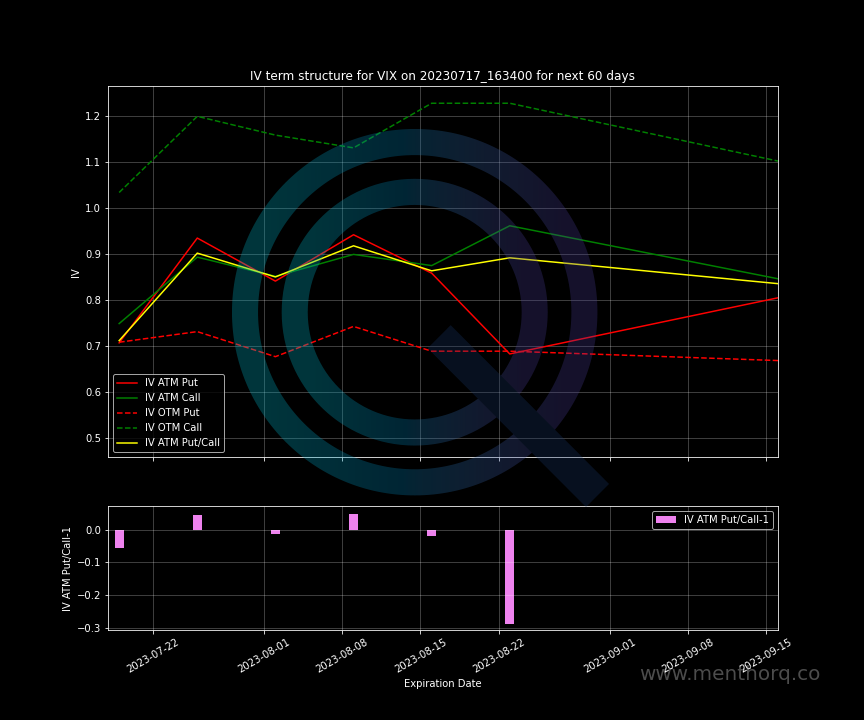 IV term structure for VIX on 20230717_163400 for next 60 days
IV
1.2
1.1
1.0
0.9
0.8
0.7
0.6
0.5
IV ATM Put
IV ATM Call
IV OTM Put
IV OTM Call
IV ATM Put/Call
IV ATM Put/Call-1
0.0
−0.1
−0.2
−0.3
IV ATM Put/Call-1
2023-07-22
2023-08-01
2023-08-08
2023-08-15
2023-08-22
2023-09-01
2023-09-08
2023-09-15
Expiration Date
www.menthorq.co